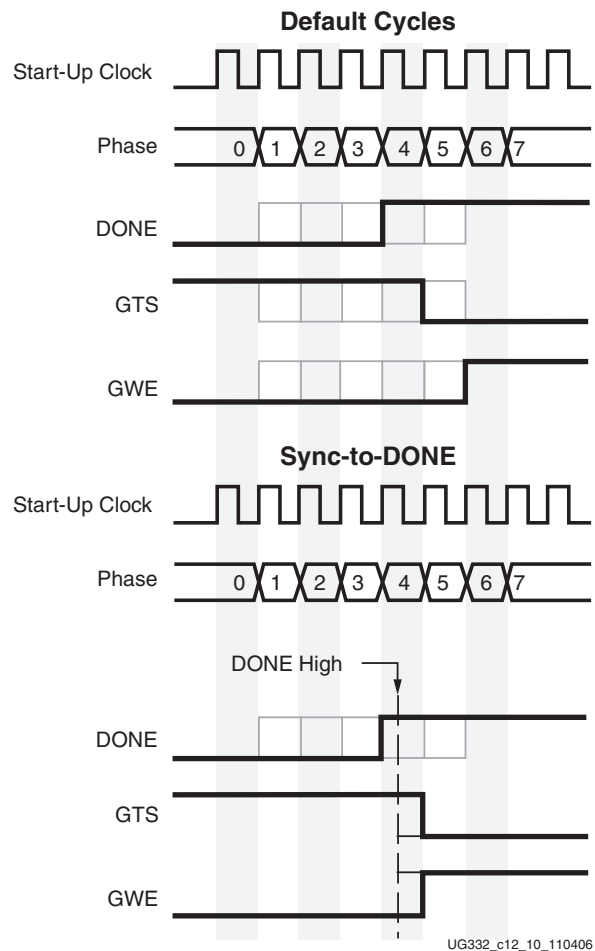 Default Cycles
Start-Up Clock
Phase 0 1 2 3 4 5 6 7
DONE
GTS
GWE
Sync-to-DONE
Start-Up Clock
Phase 0 1 2 3 4 5 6 7
DONE High
DONE
GTS
GWE
UG332_c12_10_110406